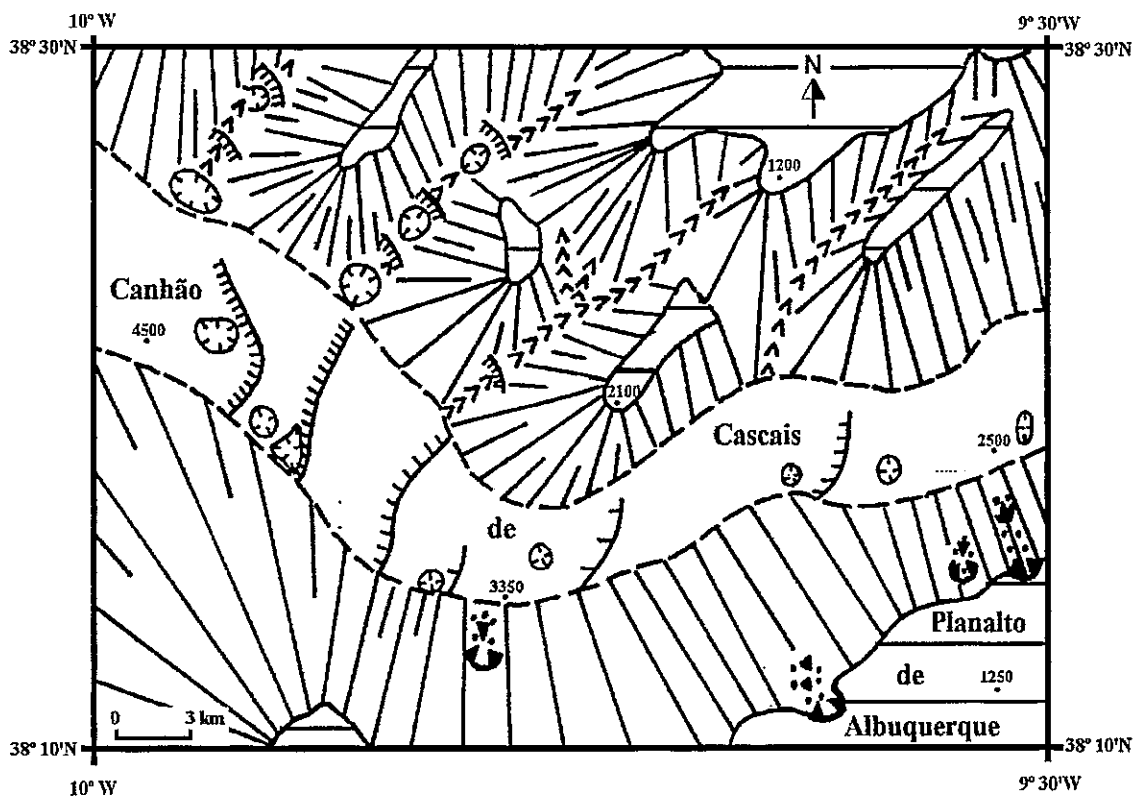 10° W
9° 30'W
38° 30'N
38° 30'N
N
1200
Canhão
4500
2100
Cascais
2500
de
3350
Planalto
de
1250
Albuquerque
0 3 km
38° 10'N
38° 10'N
10° W
9° 30'W